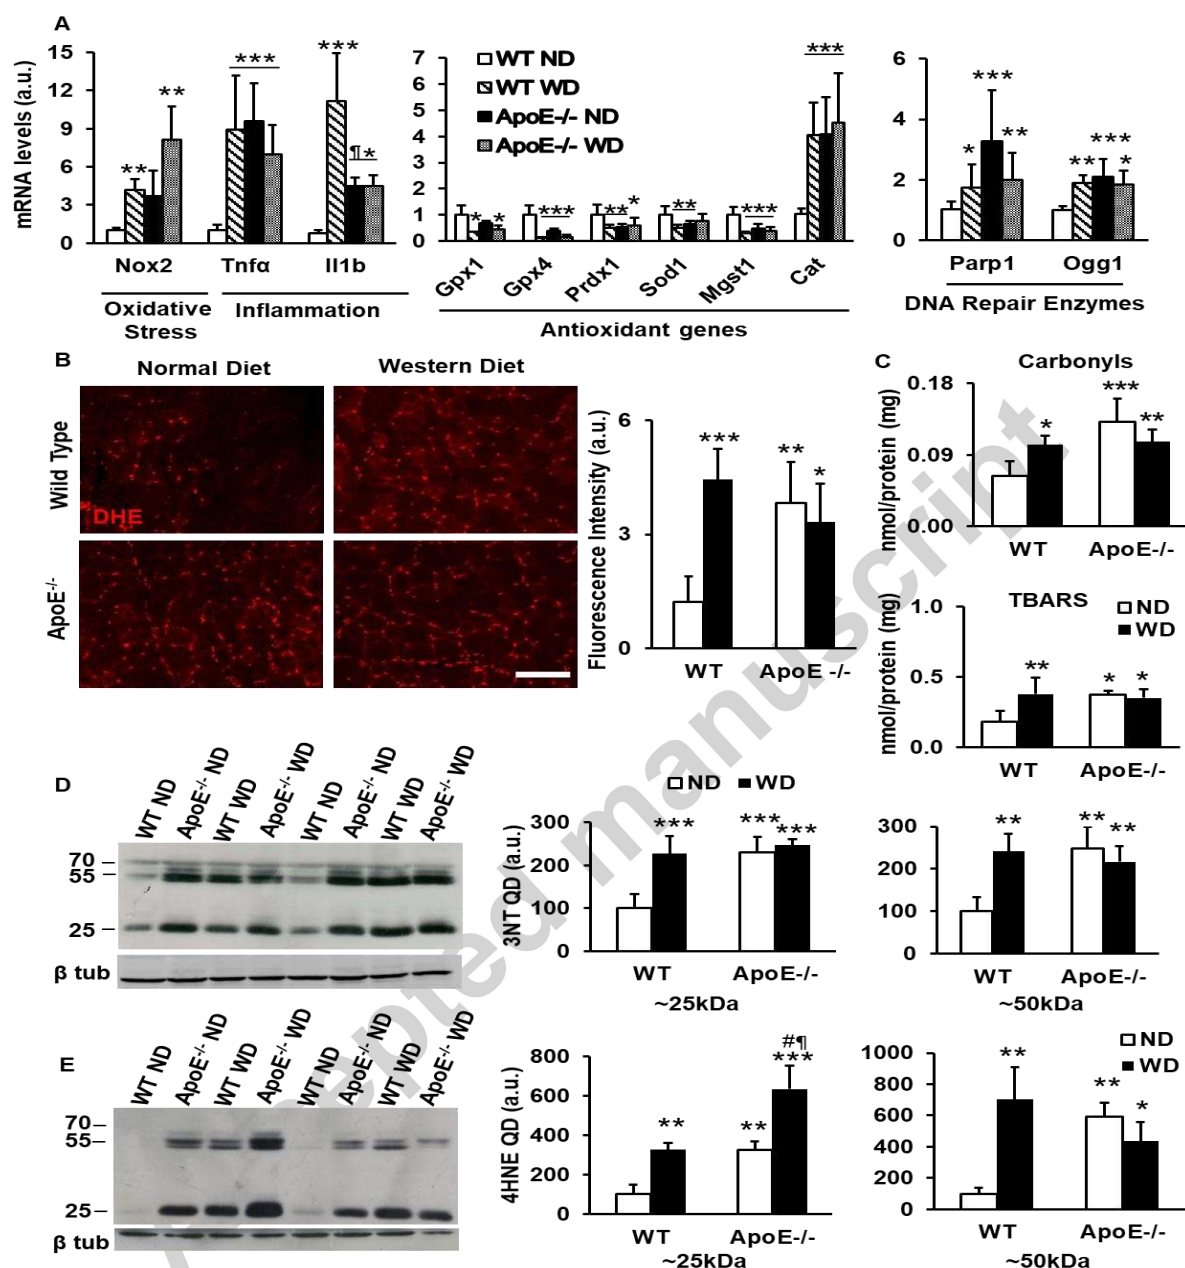 A
mRNA levels (a.u.)
15
12
9
6
3
0
**
**
***
***
¶*
Nox2
Tnfα
Il1b
Oxidative
Stress
Inflammation
7
6
5
4
3
2
1
0
WT ND
WT WD
ApoE-/- ND
ApoE-/- WD
*
*
***
**
*
**
***
***
Gpx1
Gpx4
Prdx1
Sod1
Mgst1
Cat
Antioxidant genes
6
4
2
0
*
***
**
**
***
*
Parp1
Ogg1
DNA Repair Enzymes
B
Normal Diet
Western Diet
Wild Type
DHE
ApoE-/-
Fluorescence Intensity (a.u.)
6
3
0
***
**
*
WT
ApoE -/-
C
Carbonyls
nmol/protein (mg)
0.18
0.09
0.00
*
***
**
WT
ApoE-/-
TBARS
ND
WD
nmol/protein (mg)
1.0
0.5
0.0
**
*
*
WT
ApoE-/-
D
WT ND
ApoE-/- ND
WT WD
ApoE-/- WD
WT ND
ApoE-/- ND
WT WD
ApoE-/- WD
70
55
25
β tub
ND
WD
3NT QD (a.u.)
300
200
100
0
***
***
***
WT
ApoE-/-
~25kDa
300
200
100
0
**
**
**
WT
ApoE-/-
~50kDa
E
WT ND
ApoE-/- ND
WT WD
ApoE-/- WD
WT ND
ApoE-/- ND
WT WD
ApoE-/- WD
70
55
25
β tub
4HNE QD (a.u.)
800
600
400
200
0
**
**
#¶
***
WT
ApoE-/-
~25kDa
ND
WD
1000
800
600
400
200
0
**
**
*
WT
ApoE-/-
~50kDa
Accepted manuscript